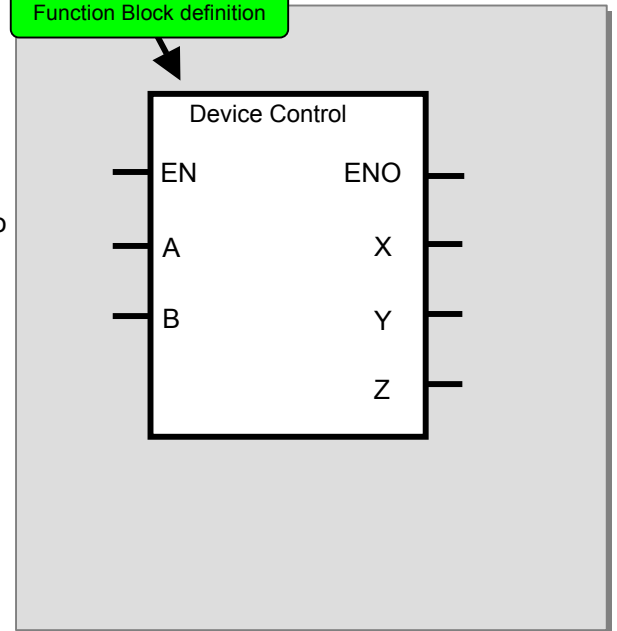 Function Block definition
Device Control
EN ENO
A X
B Y
Z